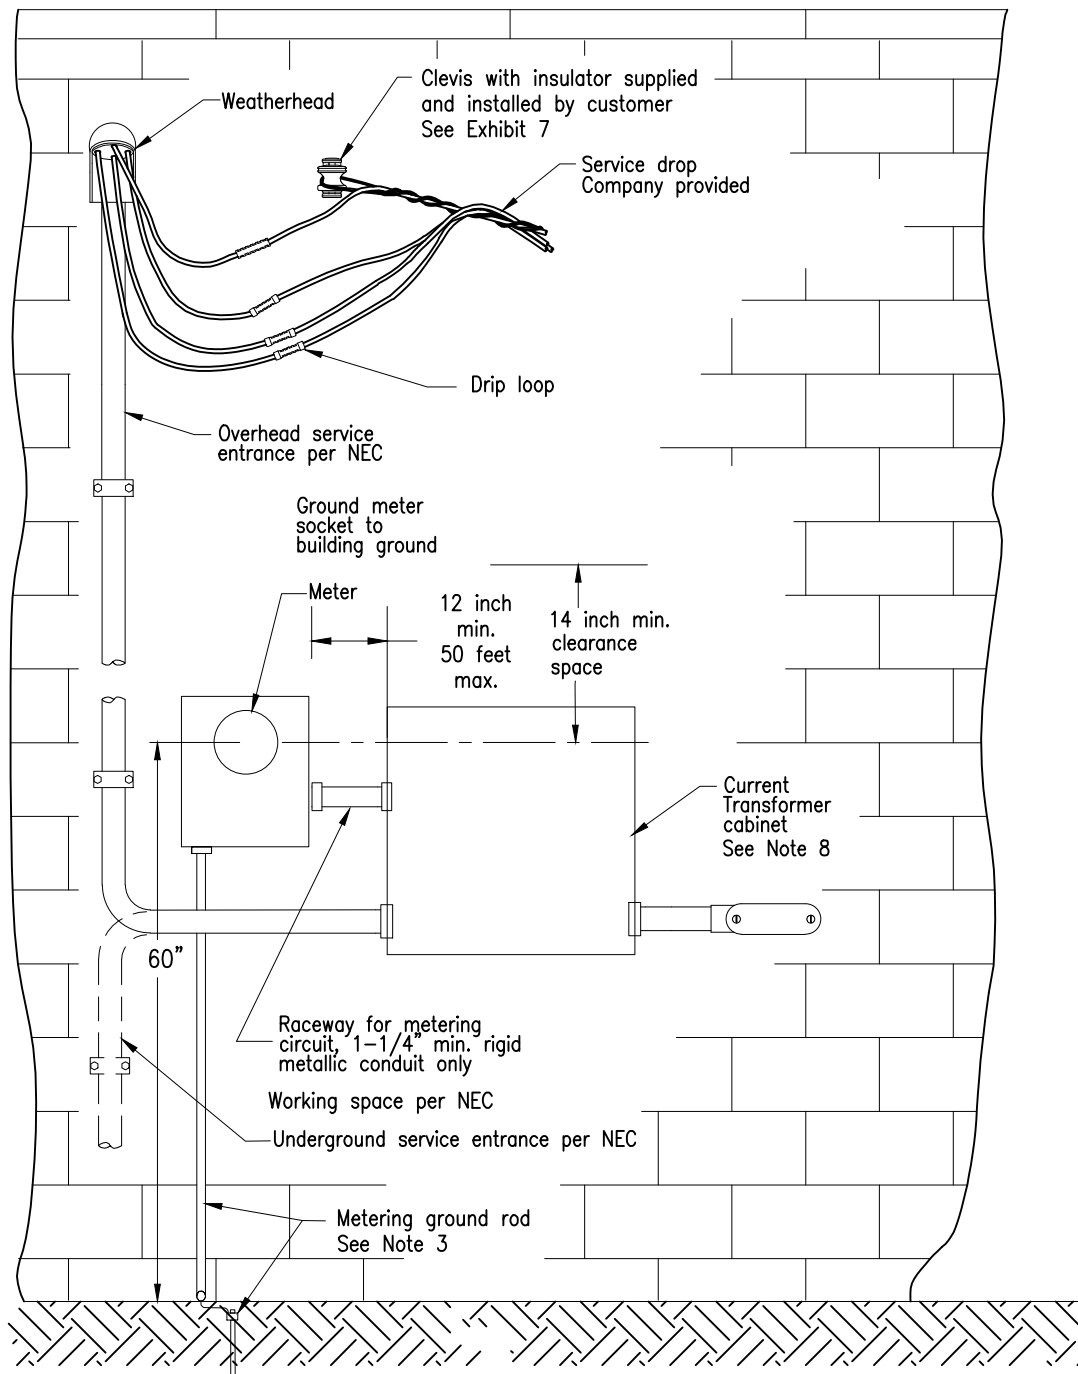 Clevis with insulator supplied
and installed by customer
See Exhibit 7
Weatherhead
Service drop
Company provided
Drip loop
Overhead service
entrance per NEC
Ground meter
socket to
building ground
Meter
12 inch
min.
50 feet
max.
14 inch min.
clearance
space
Current
Transformer
cabinet
See Note 8
60"
Raceway for metering
circuit, 1-1/4" min. rigid
metallic conduit only
Working space per NEC
Underground service entrance per NEC
Metering ground rod
See Note 3